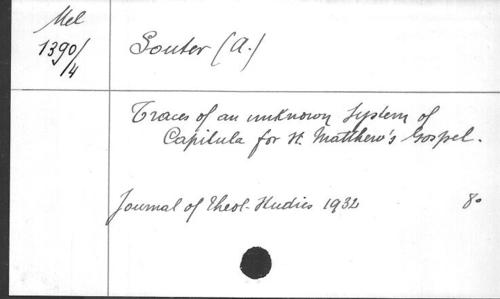 Mel
1390/
/4
Souter (A.)
Traces of an unknown System of
Capitula for St. Matthew's Gospel.
Journal of Theol. Studies 1932 8°